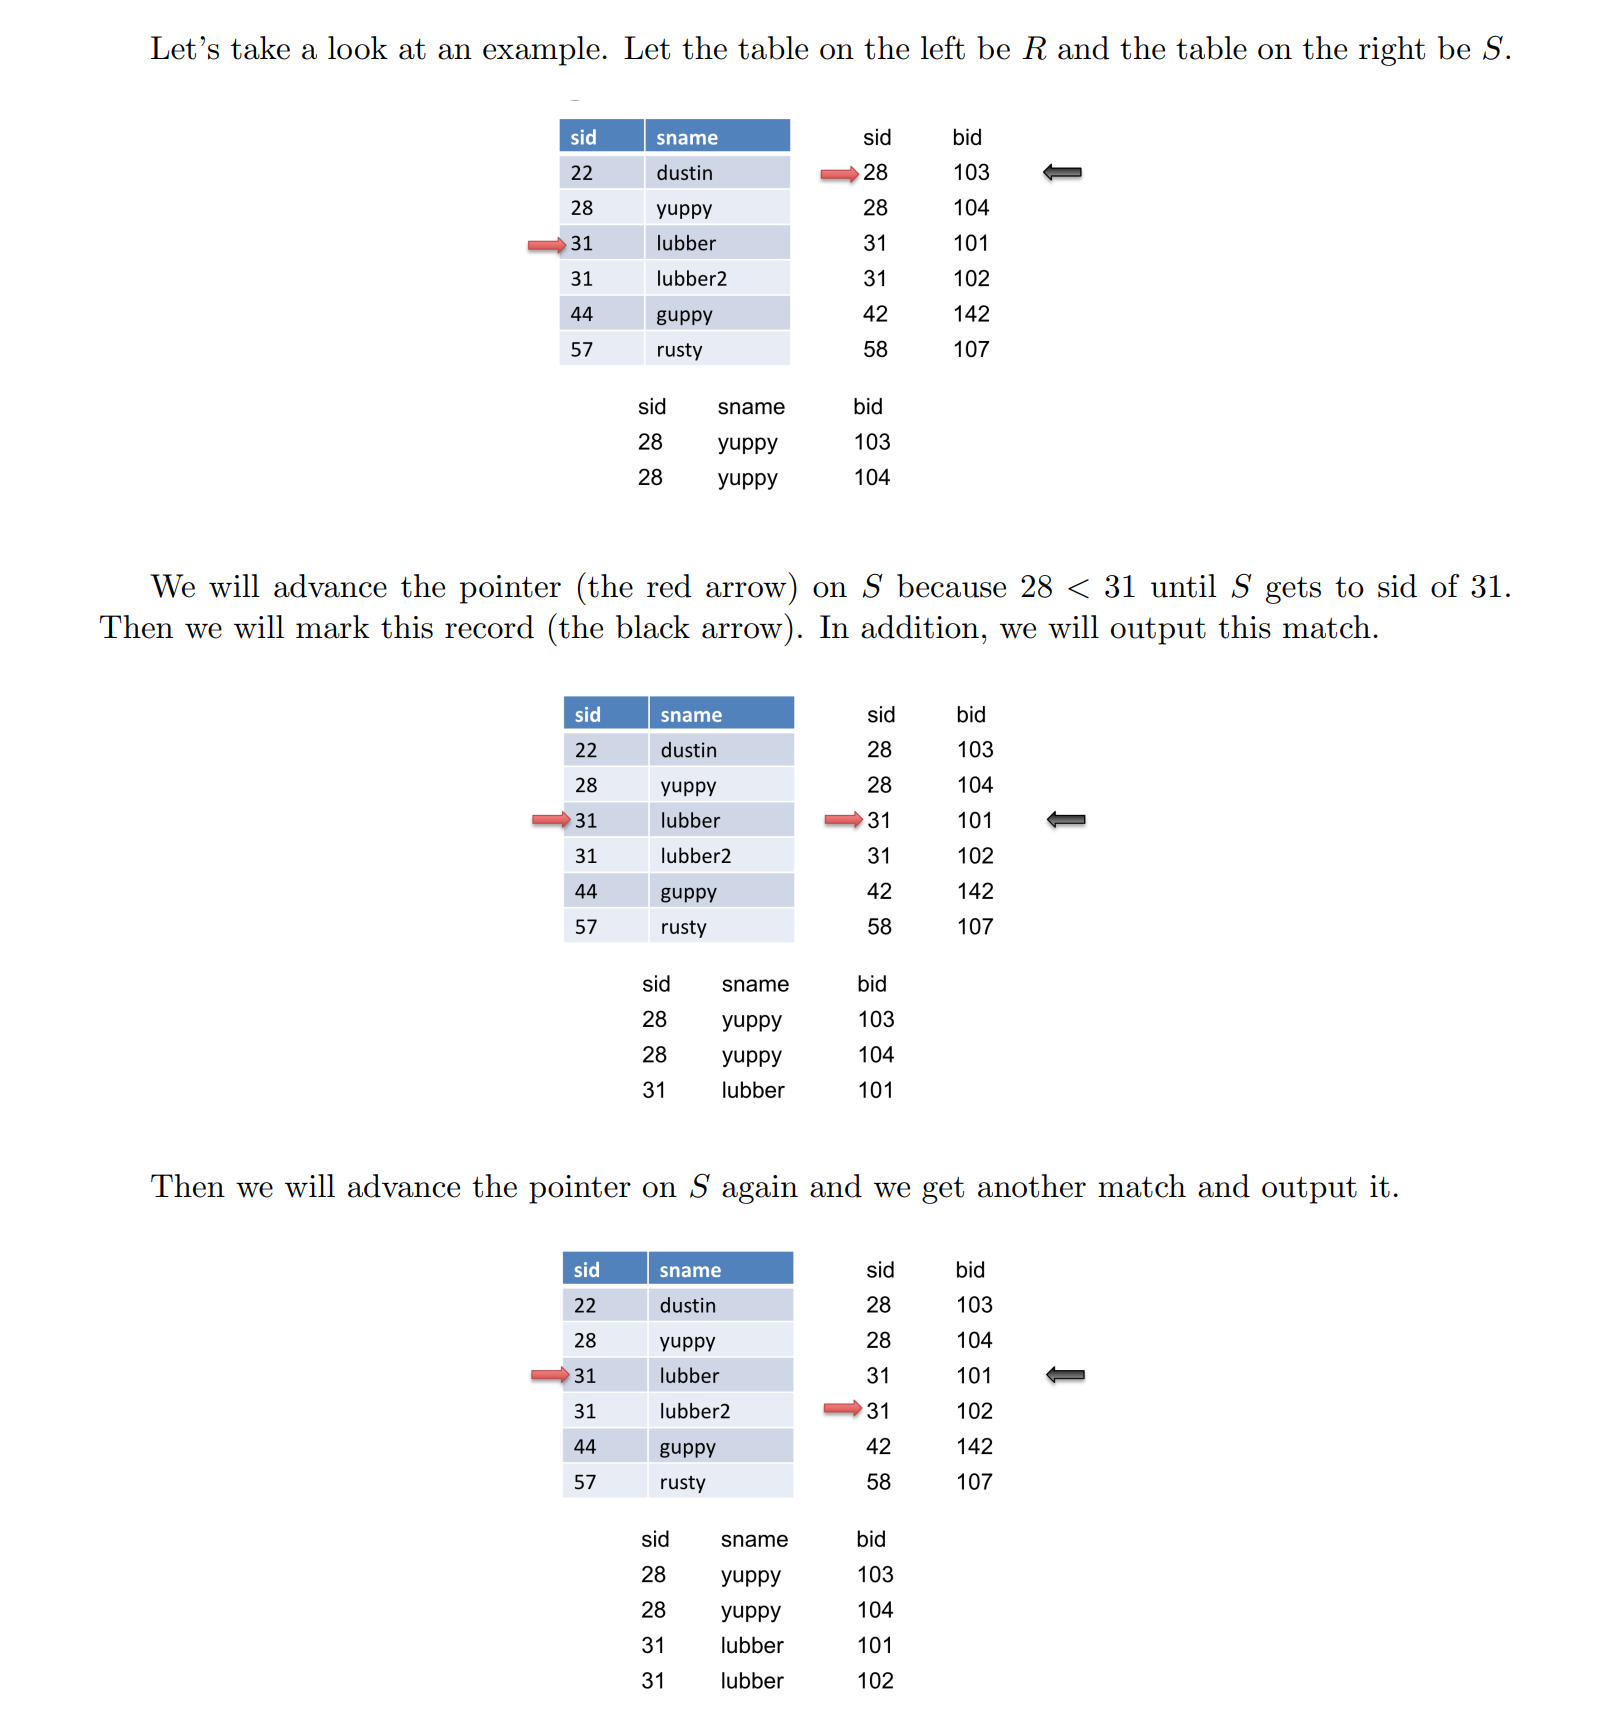 Let's take a look at an example. Let the table on the left be R and the table on the right be S.
sid sname sid bid
22 dustin 28 103
28 yuppy 28 104
31 lubber 31 101
31 lubber2 31 102
44 guppy 42 142
57 rusty 58 107
sid sname bid
28 yuppy 103
28 yuppy 104
We will advance the pointer (the red arrow) on S because 28 < 31 until S gets to sid of 31.
Then we will mark this record (the black arrow). In addition, we will output this match.
sid sname sid bid
22 dustin 28 103
28 yuppy 28 104
31 lubber 31 101
31 lubber2 31 102
44 guppy 42 142
57 rusty 58 107
sid sname bid
28 yuppy 103
28 yuppy 104
31 lubber 101
Then we will advance the pointer on S again and we get another match and output it.
sid sname sid bid
22 dustin 28 103
28 yuppy 28 104
31 lubber 31 101
31 lubber2 31 102
44 guppy 42 142
57 rusty 58 107
sid sname bid
28 yuppy 103
28 yuppy 104
31 lubber 101
31 lubber 102